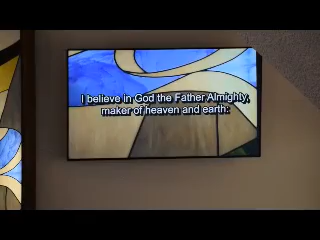 I believe in God the Father Almighty,
maker of heaven and earth: